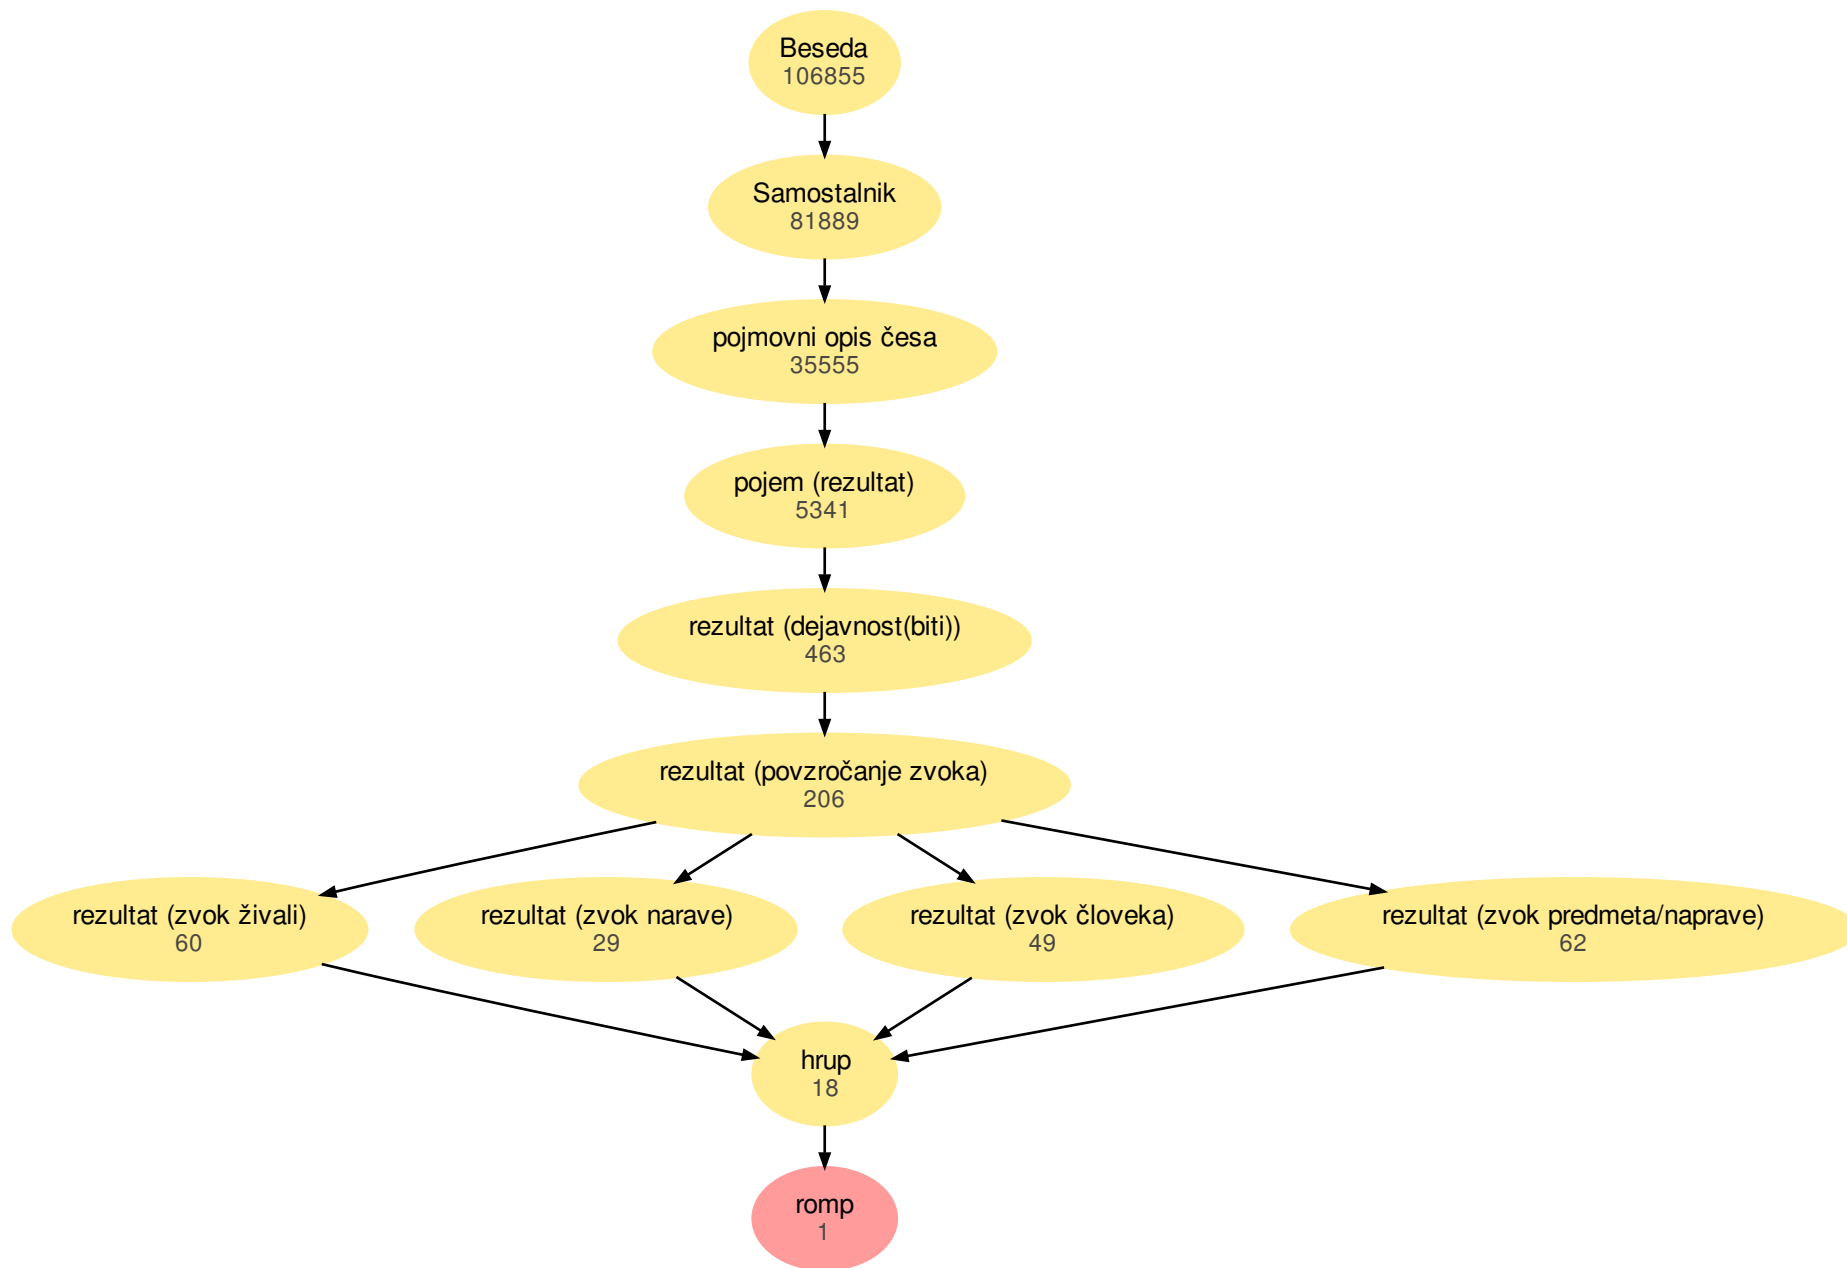 Beseda
106855
Samostalnik
81889
pojmovni opis česa
35555
pojem (rezultat)
5341
rezultat (dejavnost(biti))
463
rezultat (povzročanje zvoka)
206
rezultat (zvok živali)
60
rezultat (zvok narave)
29
rezultat (zvok človeka)
49
rezultat (zvok predmeta/naprave)
62
hrup
18
romp
1